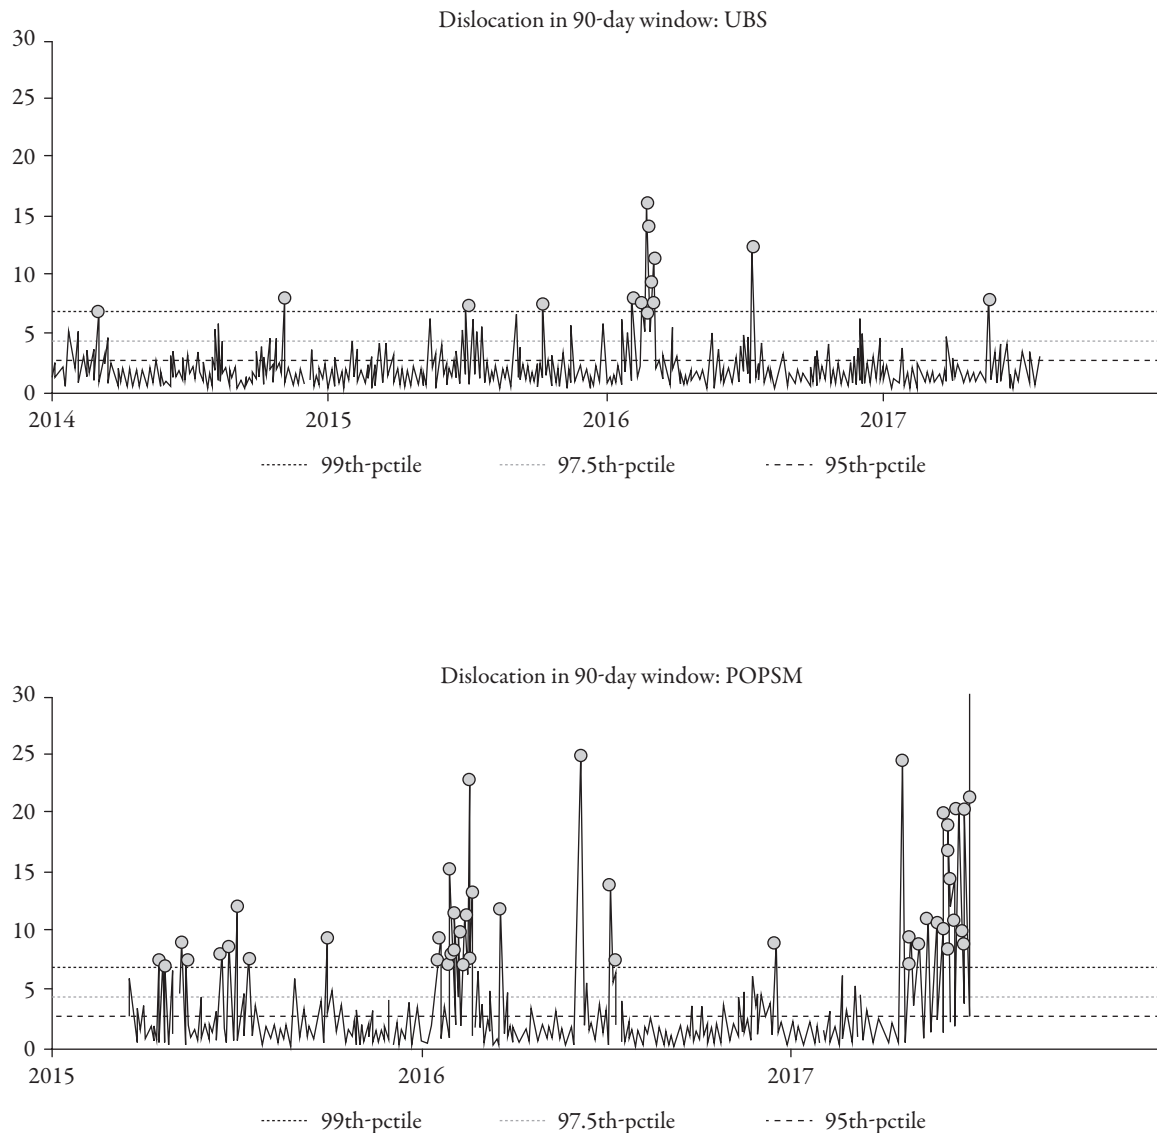 Dislocation in 90-day window: UBS
30
25
20
15
10
5
0
2014 2015 2016 2017
99th-pctile 97.5th-pctile 95th-pctile
Dislocation in 90-day window: POPSM
30
25
20
15
10
5
0
2015 2016 2017
99th-pctile 97.5th-pctile 95th-pctile